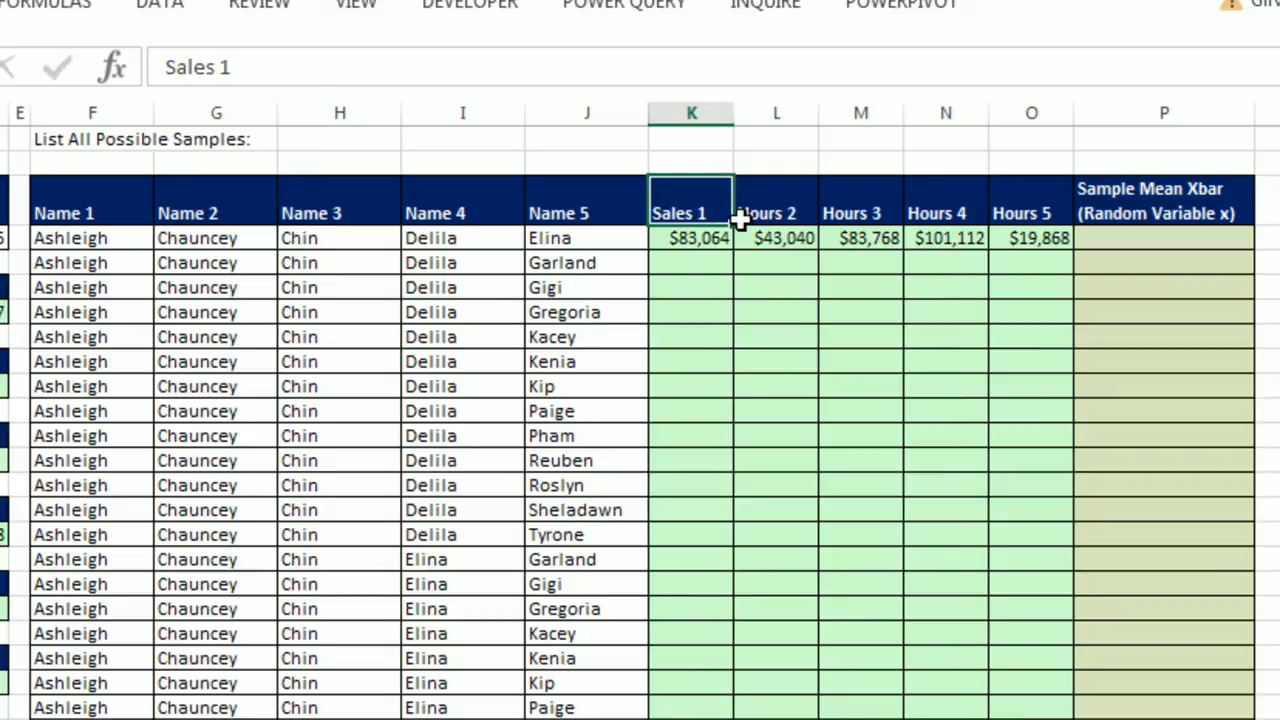 FORMULAS DATA REVIEW VIEW DEVELOPER POWER QUERY INQUIRE POWERPIVOT
fx Sales 1
E F G H I J K L M N O P
List All Possible Samples:
Name 1 Name 2 Name 3 Name 4 Name 5 Sales 1 Hours 2 Hours 3 Hours 4 Hours 5 Sample Mean Xbar (Random Variable x)
Ashleigh Chauncey Chin Delila Elina $83,064 $43,040 $83,768 $101,112 $19,868
Ashleigh Chauncey Chin Delila Garland
Ashleigh Chauncey Chin Delila Gigi
Ashleigh Chauncey Chin Delila Gregoria
Ashleigh Chauncey Chin Delila Kacey
Ashleigh Chauncey Chin Delila Kenia
Ashleigh Chauncey Chin Delila Kip
Ashleigh Chauncey Chin Delila Paige
Ashleigh Chauncey Chin Delila Pham
Ashleigh Chauncey Chin Delila Reuben
Ashleigh Chauncey Chin Delila Roslyn
Ashleigh Chauncey Chin Delila Sheladawn
Ashleigh Chauncey Chin Delila Tyrone
Ashleigh Chauncey Chin Elina Garland
Ashleigh Chauncey Chin Elina Gigi
Ashleigh Chauncey Chin Elina Gregoria
Ashleigh Chauncey Chin Elina Kacey
Ashleigh Chauncey Chin Elina Kenia
Ashleigh Chauncey Chin Elina Kip
Ashleigh Chauncey Chin Elina Paige